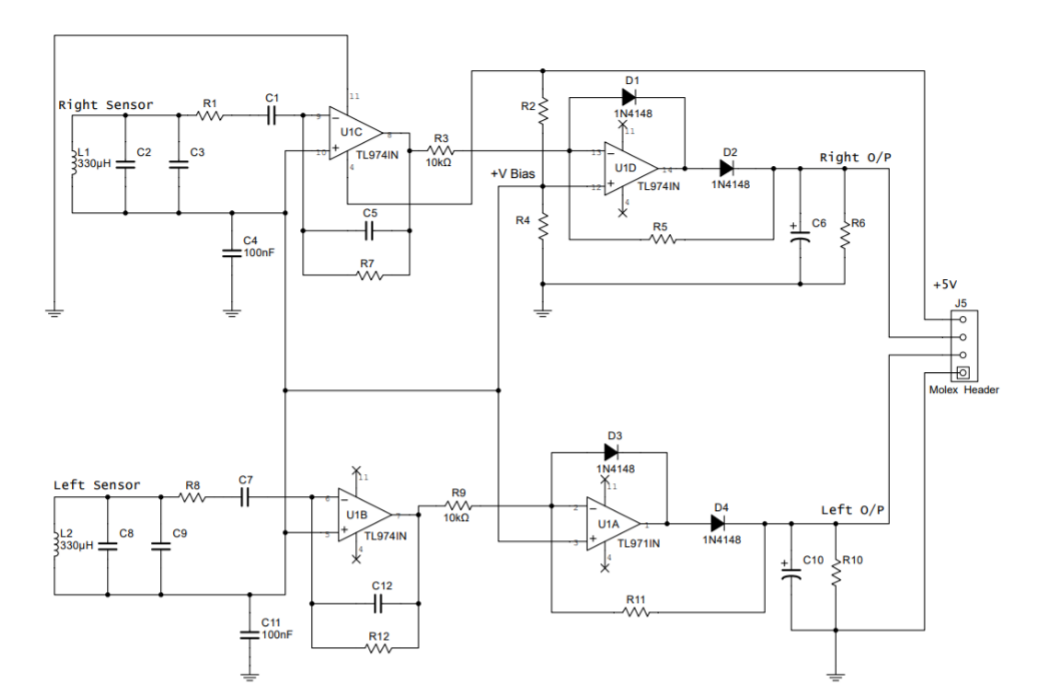 Right Sensor
L1
330µH
C2
C3
R1
C1
9
10
11
4
8
U1C
TL974IN
R3
10kΩ
C5
R7
C4
100nF
R2
+V Bias
R4
D1
1N4148
11
13
12
14
4
U1D
TL974IN
D2
1N4148
R5
Right O/P
C6
R6
+5V
J5
Molex Header
Left Sensor
L2
330µH
C8
C9
R8
C7
6
5
11
4
7
U1B
TL974IN
R9
10kΩ
C12
R12
C11
100nF
D3
1N4148
11
2
3
1
4
U1A
TL971IN
D4
1N4148
R11
Left O/P
C10
R10